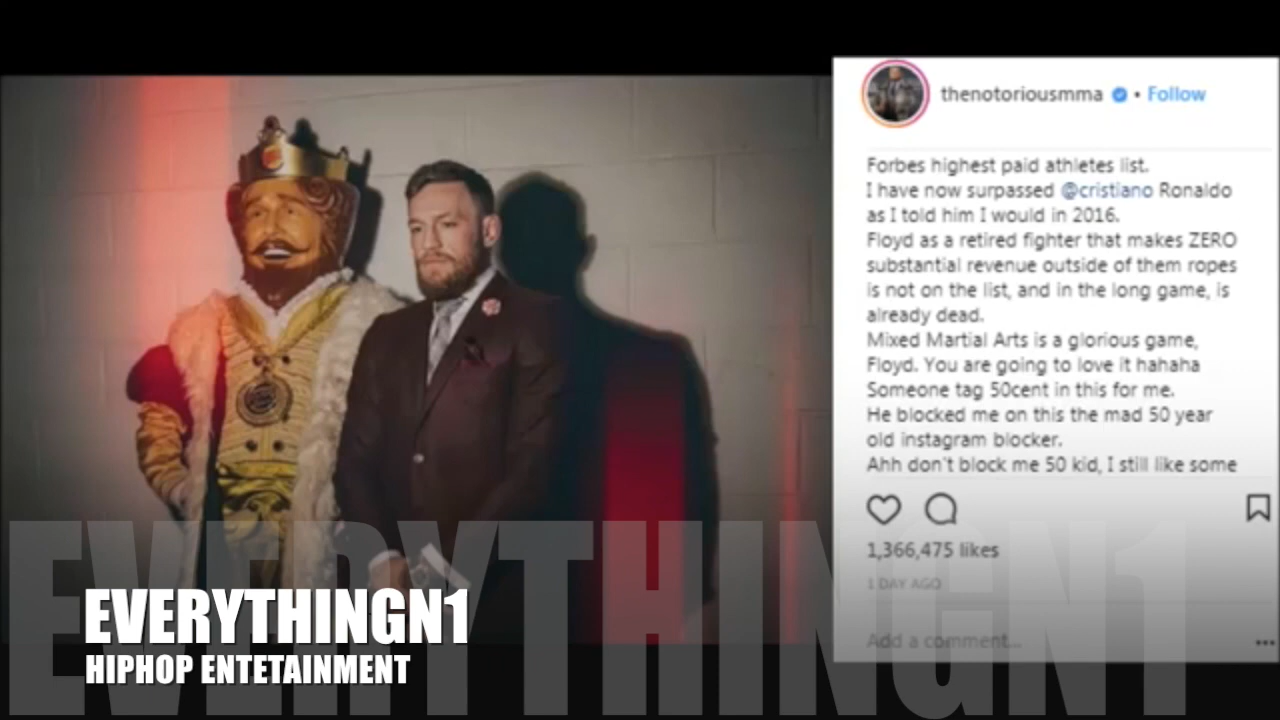 thenotoriousmma • Follow
Forbes highest paid athletes list.
I have now surpassed @cristiano Ronaldo
as I told him I would in 2016.
Floyd as a retired fighter that makes ZERO
substantial revenue outside of them ropes
is not on the list, and in the long game, is
already dead.
Mixed Martial Arts is a glorious game,
Floyd. You are going to love it hahaha
Someone tag 50cent in this for me.
He blocked me on this the mad 50 year
old instagram blocker.
Ahh don't block me 50 kid, I still like some
1,366,475 likes
1 DAY AGO
Add a comment...
EVERYTHINGN1
EVERYTHINGN1
HIPHOP ENTETAINMENT